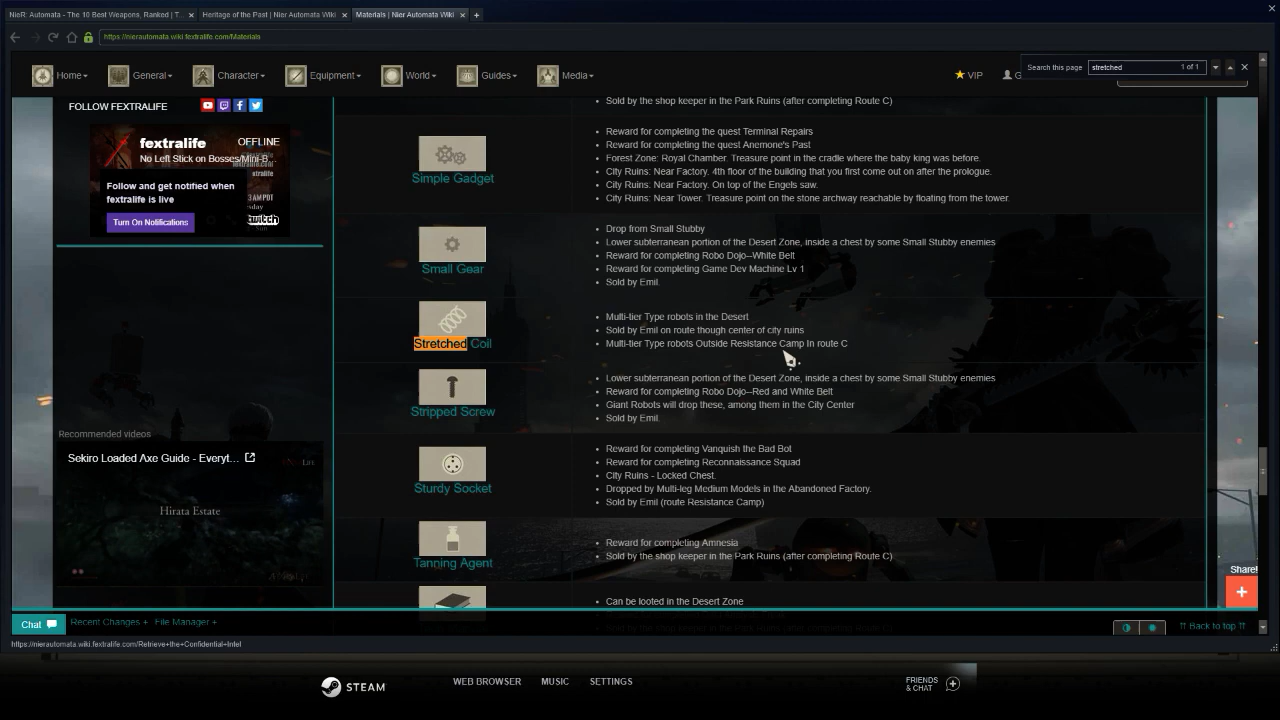 NieR: Automata - The 10 Best Weapons, Ranked | T...
Heritage of the Past | Nier Automata Wiki
Materials | Nier Automata Wiki
https://nierautomata.wiki.fextralife.com/Materials
Home
General
Character
Equipment
World
Guides
Media
VIP
G
Search this page
stretched
1 of 1
FOLLOW FEXTRALIFE
fextralife
OFFLINE
No Left Stick on Bosses/Mini-B...
Follow and get notified when
fextralife is live
Turn On Notifications
twitch
Recommended videos
Sekiro Loaded Axe Guide - Everyt...
Hirata Estate
Sold by the shop keeper in the Park Ruins (after completing Route C)
Simple Gadget
Reward for completing the quest Terminal Repairs
Reward for completing the quest Anemone's Past
Forest Zone: Royal Chamber. Treasure point in the cradle where the baby king was before.
City Ruins: Near Factory. 4th floor of the building that you first come out on after the prologue.
City Ruins: Near Factory. On top of the Engels saw.
City Ruins: Near Tower. Treasure point on the stone archway reachable by floating from the tower.
Small Gear
Drop from Small Stubby
Lower subterranean portion of the Desert Zone, inside a chest by some Small Stubby enemies
Reward for completing Robo Dojo--White Belt
Reward for completing Game Dev Machine Lv 1
Sold by Emil.
Stretched Coil
Multi-tier Type robots in the Desert
Sold by Emil on route though center of city ruins
Multi-tier Type robots Outside Resistance Camp In route C
Stripped Screw
Lower subterranean portion of the Desert Zone, inside a chest by some Small Stubby enemies
Reward for completing Robo Dojo--Red and White Belt
Giant Robots will drop these, among them in the City Center
Sold by Emil.
Sturdy Socket
Reward for completing Vanquish the Bad Bot
Reward for completing Reconnaissance Squad
City Ruins - Locked Chest.
Dropped by Multi-leg Medium Models in the Abandoned Factory.
Sold by Emil (route Resistance Camp)
Tanning Agent
Reward for completing Amnesia
Sold by the shop keeper in the Park Ruins (after completing Route C)
Can be looted in the Desert Zone
Share!
Chat
Recent Changes +
File Manager +
Back to top
https://nierautomata.wiki.fextralife.com/Retrieve+the+Confidential+Intel
STEAM
WEB BROWSER
MUSIC
SETTINGS
FRIENDS
& CHAT